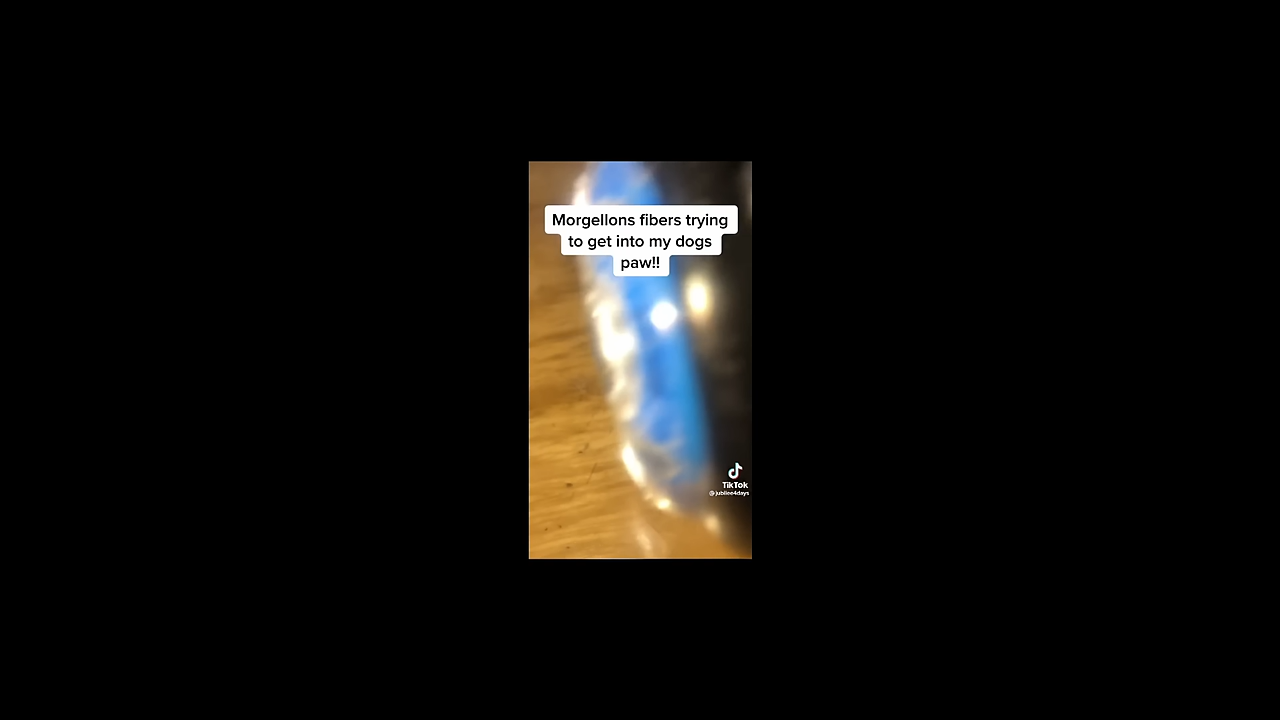 Morgellons fibers trying
to get into my dogs
paw!!
TikTok
@jubilee4days